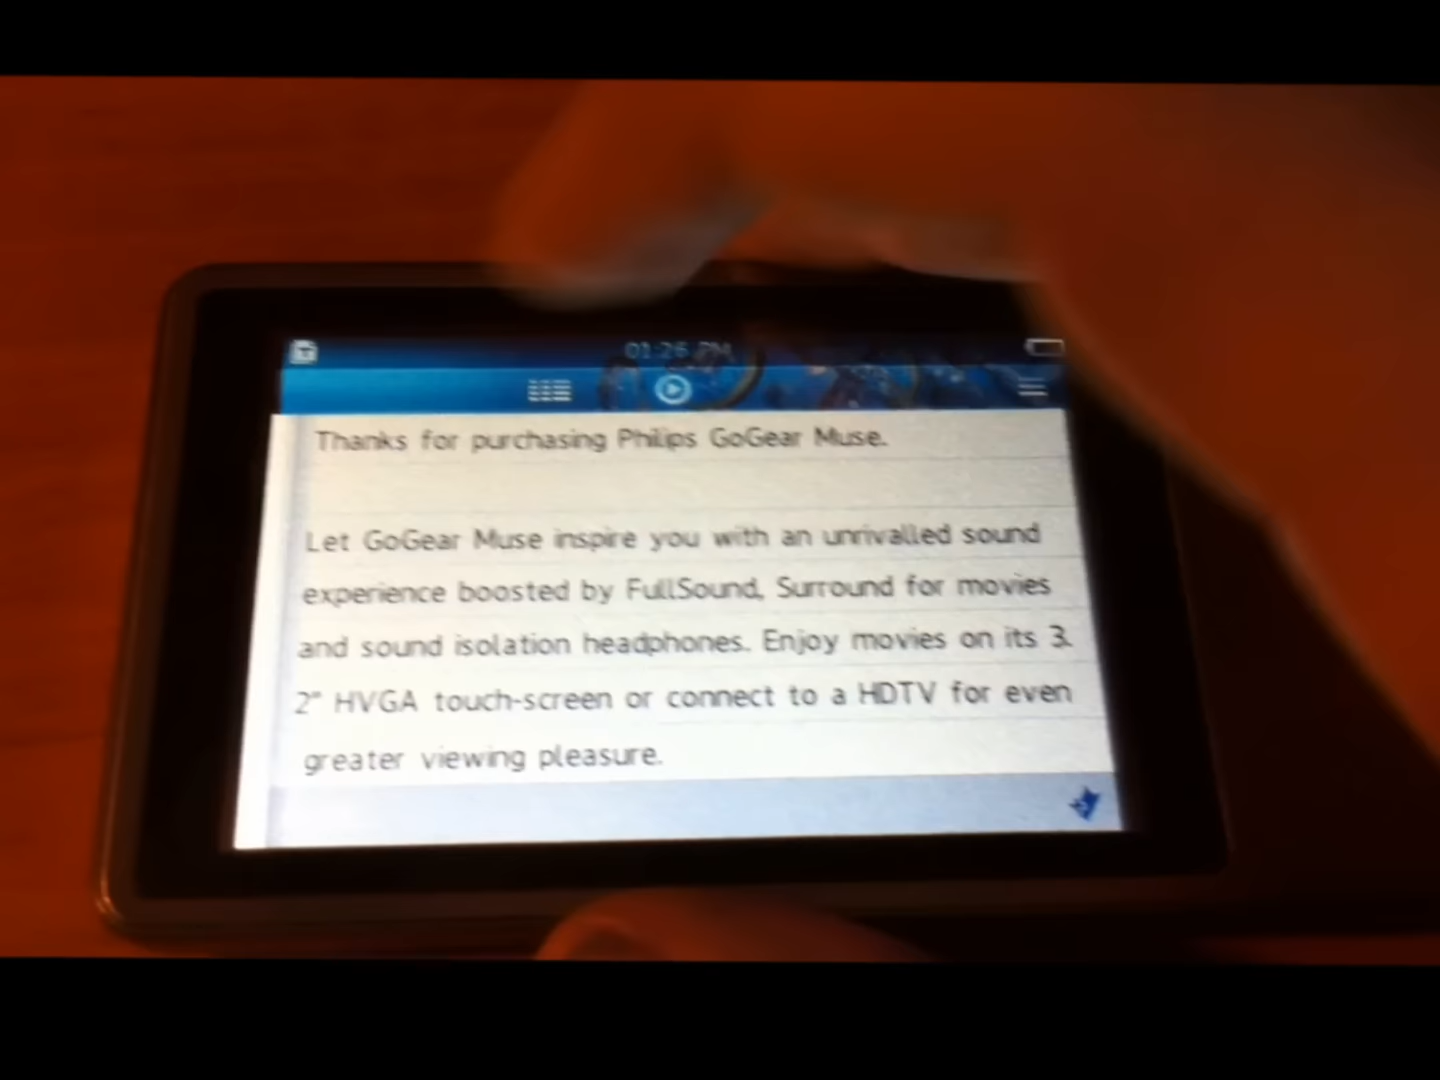 01:26 PM
Thanks for purchasing Philips GoGear Muse.
Let GoGear Muse inspire you with an unrivalled sound
experience boosted by FullSound, Surround for movies
and sound isolation headphones. Enjoy movies on its 3.
2" HVGA touch-screen or connect to a HDTV for even
greater viewing pleasure.